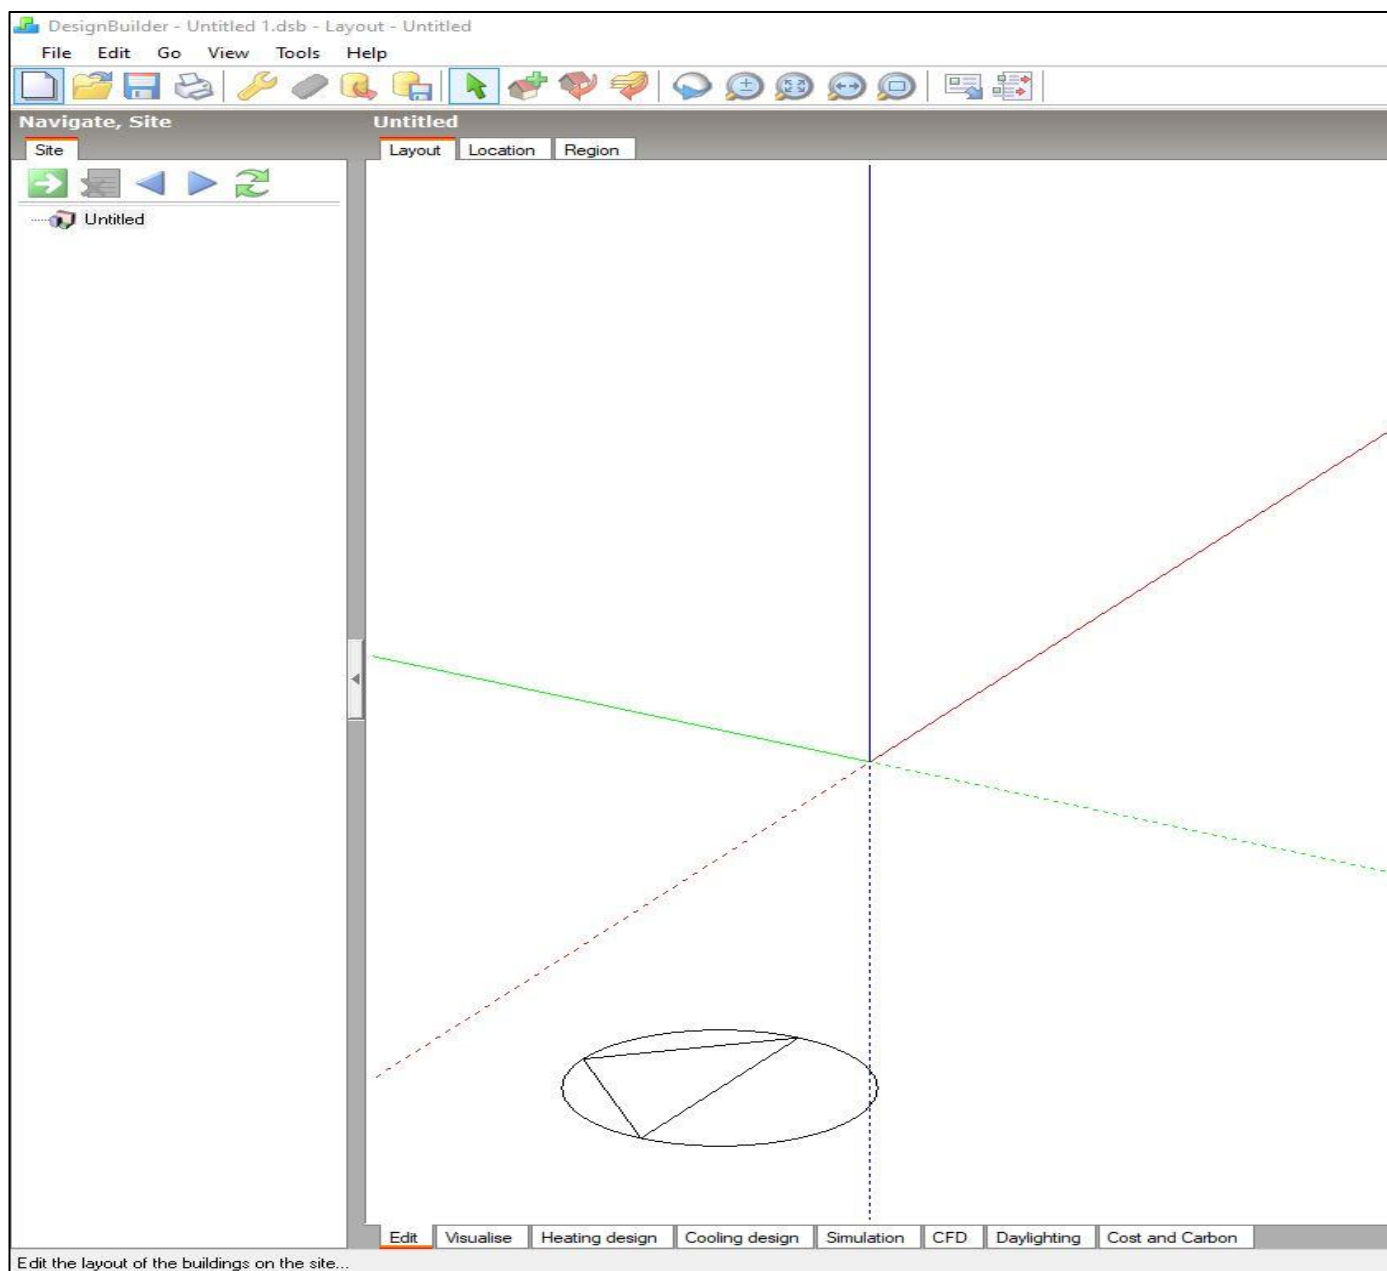 DesignBuilder - Untitled 1.dsb - Layout - Untitled
File Edit Go View Tools Help
Navigate, Site
Untitled
Site
Layout Location Region
Untitled
Edit Visualise Heating design Cooling design Simulation CFD Daylighting Cost and Carbon
Edit the layout of the buildings on the site...